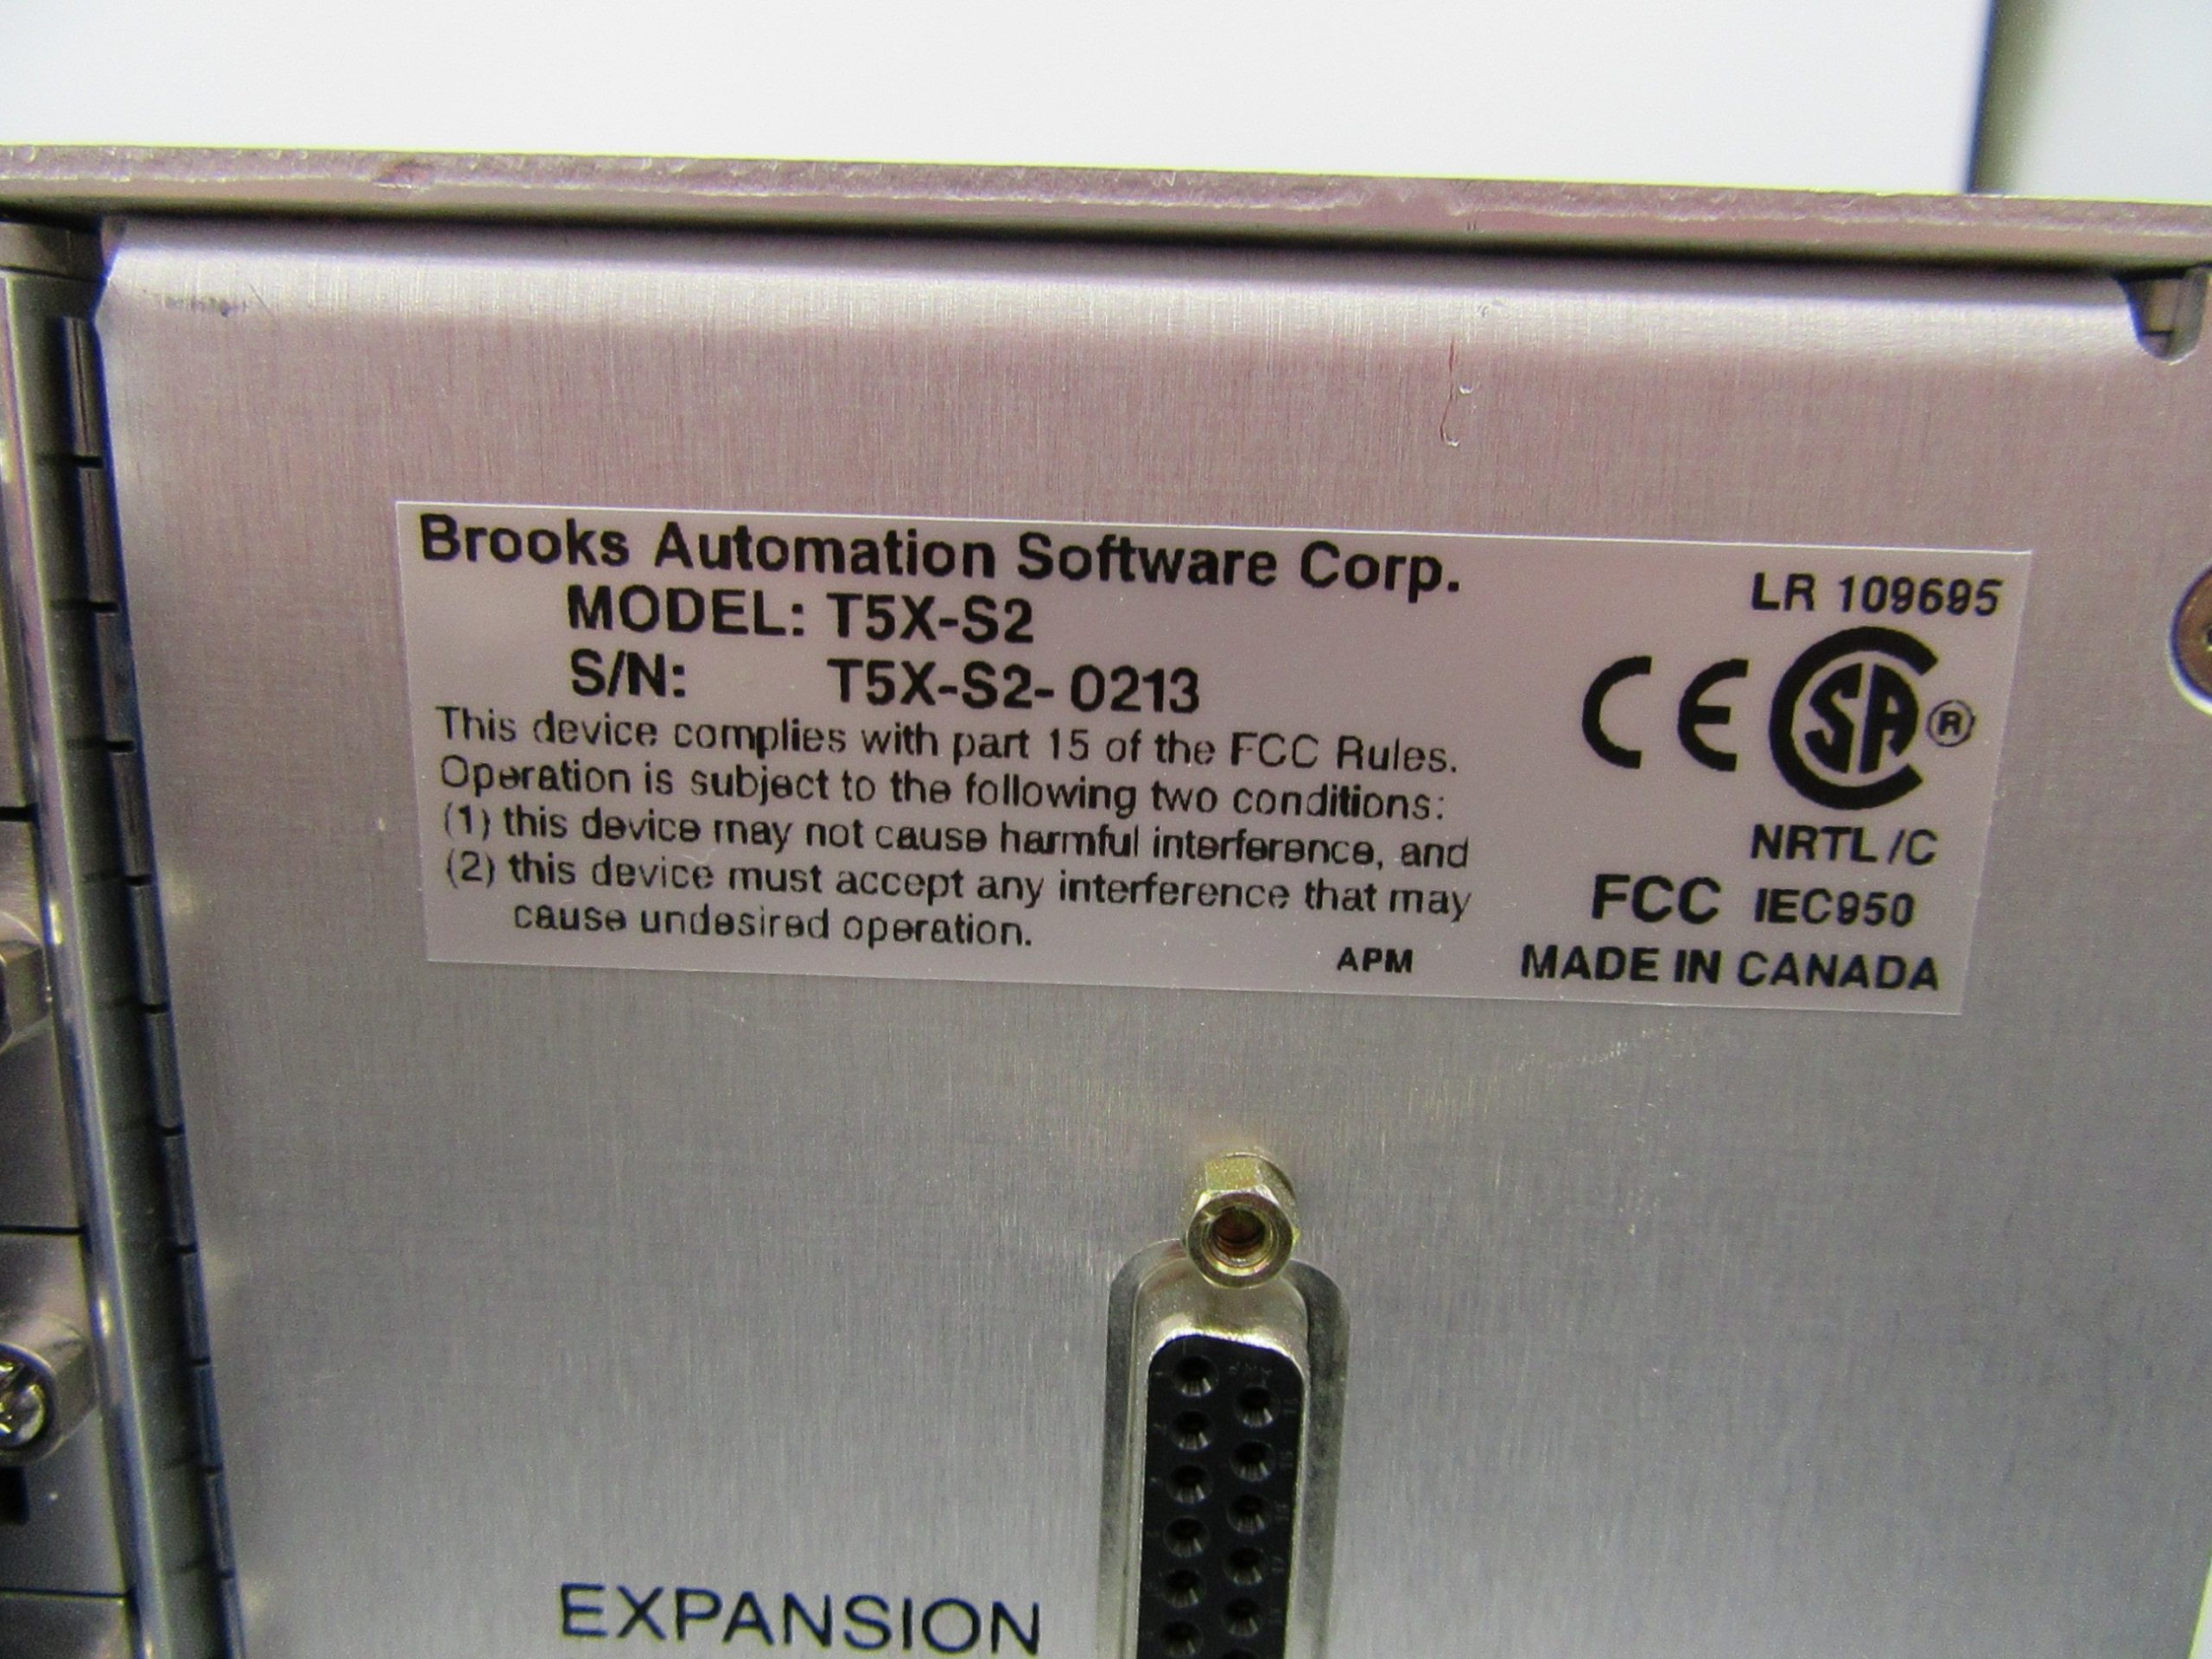 Brooks Automation Software Corp.
MODEL: T5X-S2
S/N: T5X-S2- 0213
This device complies with part 15 of the FCC Rules.
Operation is subject to the following two conditions:
(1) this device may not cause harmful interference, and
(2) this device must accept any interference that may
cause undesired operation.
APM
LR 109695
CE SA ®
NRTL /C
FCC IEC950
MADE IN CANADA
EXPANSION